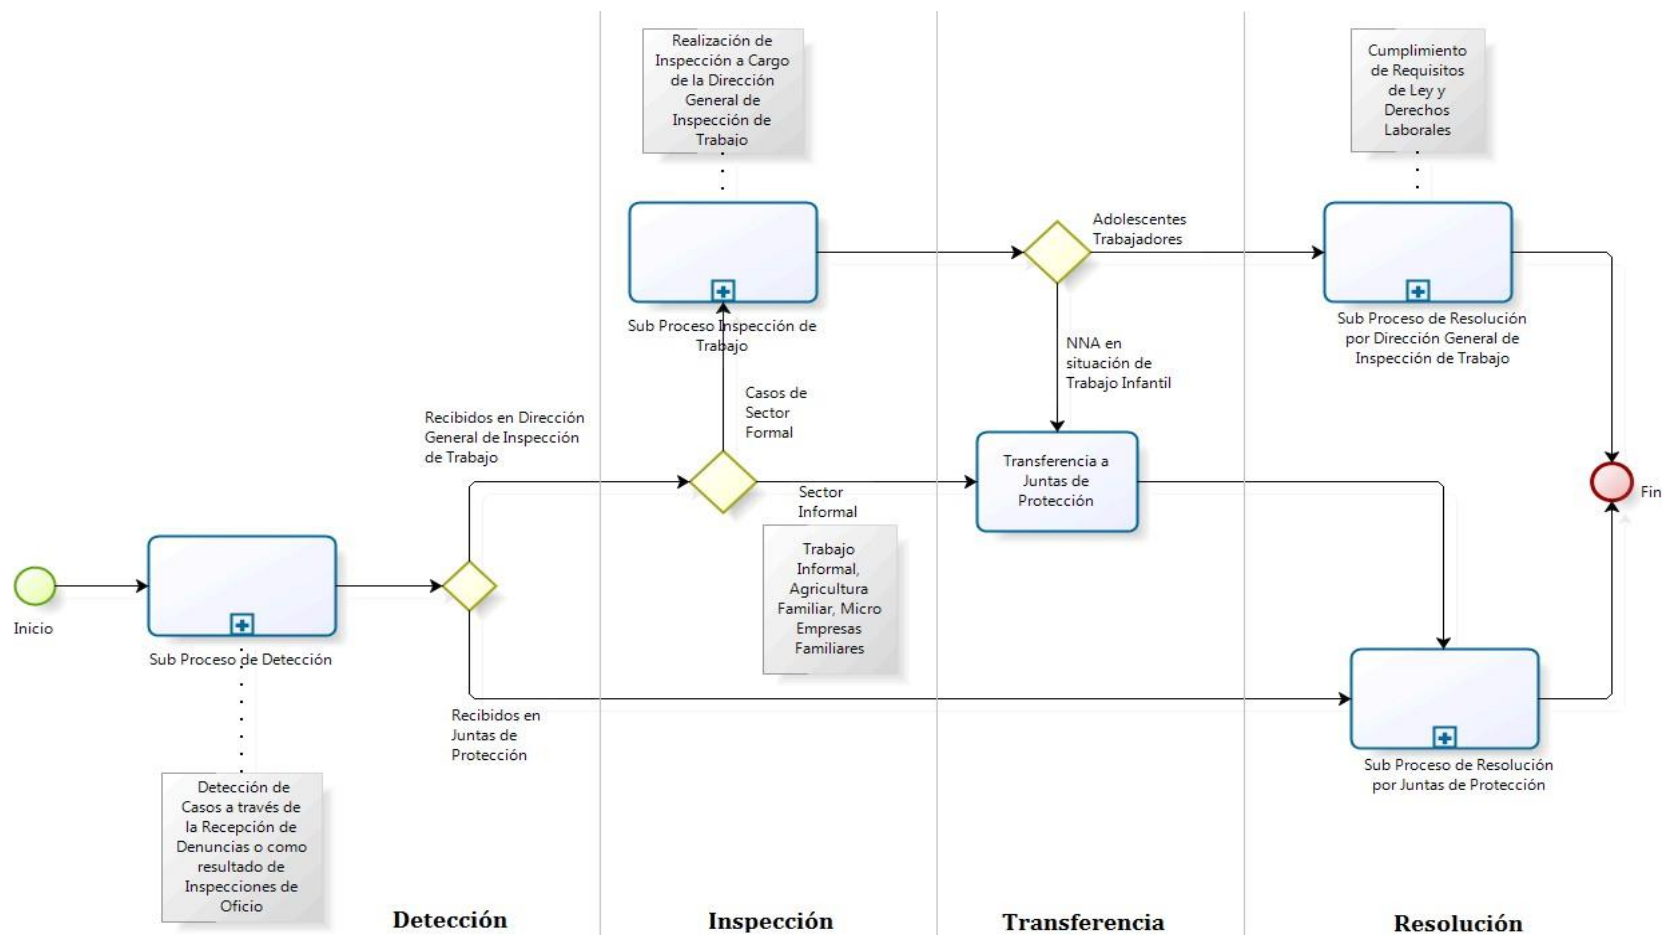 Realización de
Inspección a Cargo
de la Dirección
General de
Inspección de
Trabajo
Cumplimiento
de Requisitos
de Ley y
Derechos
Laborales
Adolescentes
Trabajadores
Sub Proceso Inspección de
Trabajo
Sub Proceso de Resolución
por Dirección General de
Inspección de Trabajo
NNA en
situación de
Trabajo Infantil
Casos de
Sector
Formal
Recibidos en Dirección
General de Inspección
de Trabajo
Transferencia a
Juntas de
Protección
Sector
Informal
Fin
Trabajo
Informal,
Agricultura
Familiar, Micro
Empresas
Familiares
Inicio
Sub Proceso de Detección
Recibidos en
Juntas de
Protección
Sub Proceso de Resolución
por Juntas de Protección
Detección de
Casos a través de
la Recepción de
Denuncias o como
resultado de
Inspecciones de
Oficio
Detección
Inspección
Transferencia
Resolución